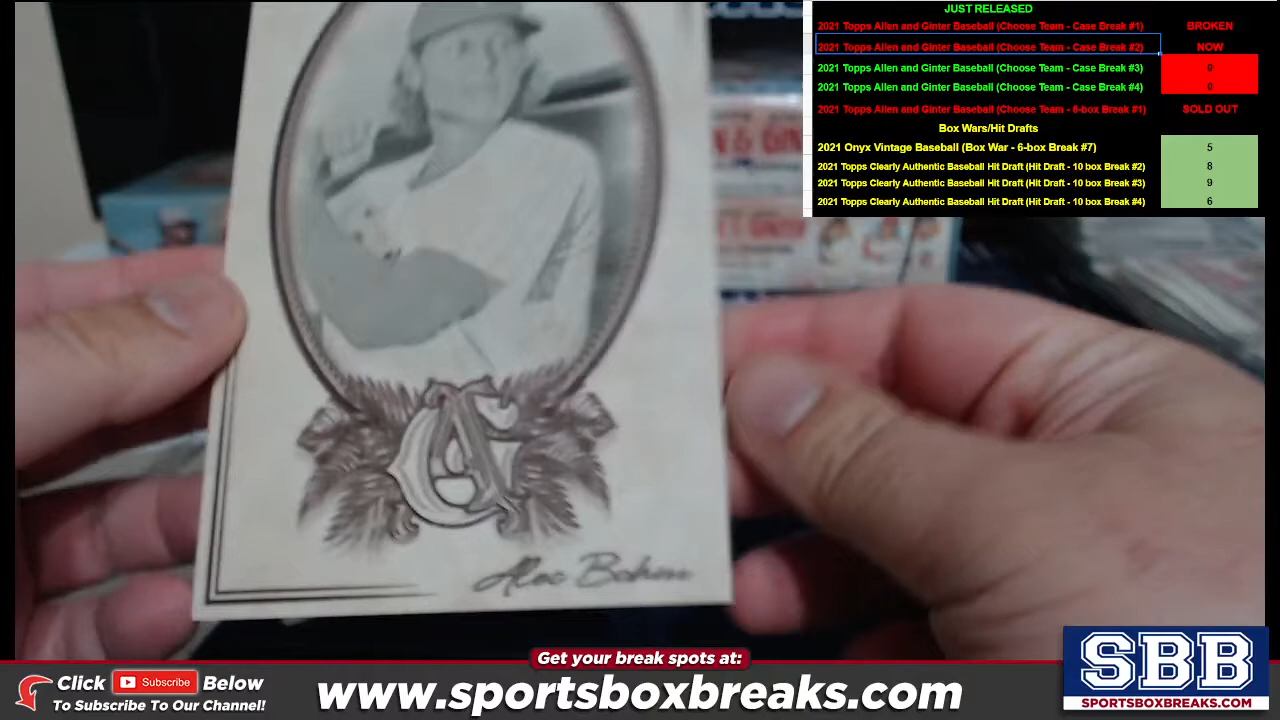 JUST RELEASED
2021 Topps Allen and Ginter Baseball (Choose Team - Case Break #1) BROKEN
2021 Topps Allen and Ginter Baseball (Choose Team - Case Break #2) NOW
2021 Topps Allen and Ginter Baseball (Choose Team - Case Break #3) 0
2021 Topps Allen and Ginter Baseball (Choose Team - Case Break #4) 0
2021 Topps Allen and Ginter Baseball (Choose Team - 6-box Break #1) SOLD OUT
Box Wars/Hit Drafts
2021 Onyx Vintage Baseball (Box War - 6-box Break #7) 5
2021 Topps Clearly Authentic Baseball Hit Draft (Hit Draft - 10 box Break #2) 8
2021 Topps Clearly Authentic Baseball Hit Draft (Hit Draft - 10 box Break #3) 9
2021 Topps Clearly Authentic Baseball Hit Draft (Hit Draft - 10 box Break #4) 6
Alec Bohm
Get your break spots at:
Click Subscribe Below
To Subscribe To Our Channel!
www.sportsboxbreaks.com
SBB
SPORTSBOXBREAKS.COM